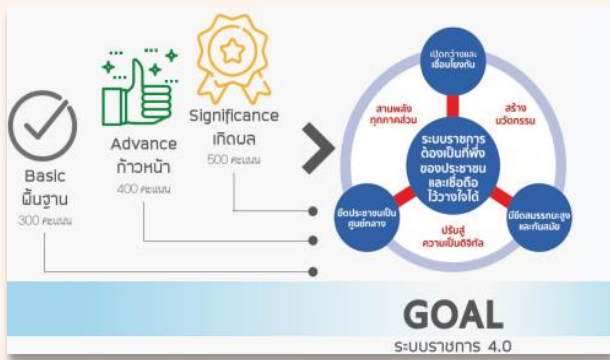 Basic
พื้นฐาน
300 คะแนน
Advance
ก้าวหน้า
400 คะแนน
Significance
เกิดผล
500 คะแนน
เปิดกว้างและ
เชื่อมโยงกัน
สานพลัง
ทุกภาคส่วน
สร้าง
นวัตกรรม
ระบบราชการ
ต้องเป็นที่พึ่ง
ของประชาชน
และเชื่อถือ
ไว้วางใจได้
ยึดประชาชนเป็น
ศูนย์กลาง
ปรับสู่
ความเป็นดิจิทัล
มีขีดสมรรถนะสูง
และทันสมัย
GOAL
ระบบราชการ 4.0